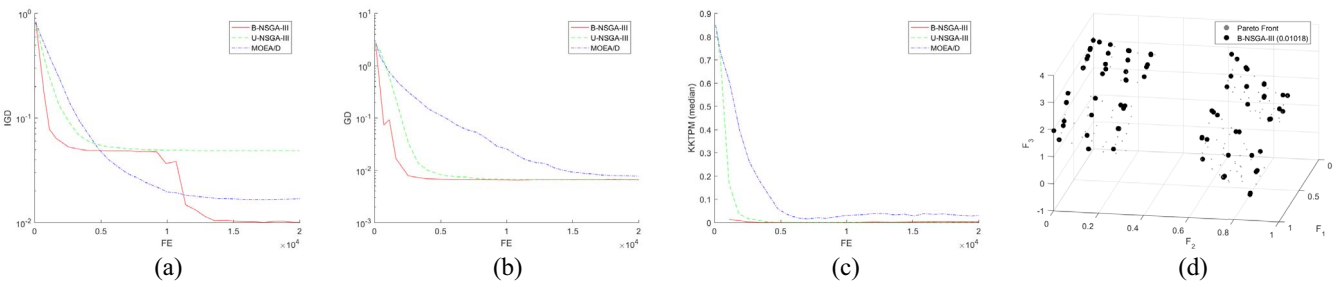 10^0
10^-1
10^-2
IGD
B-NSGA-III
U-NSGA-III
MOEA/D
0 0.5 1 1.5 2
FE
×10^4
(a)
10^1
10^0
10^-1
10^-2
10^-3
GD
B-NSGA-III
U-NSGA-III
MOEA/D
0 0.5 1 1.5 2
FE
×10^4
(b)
0.9
0.8
0.7
0.6
0.5
0.4
0.3
0.2
0.1
0
KKTPM (median)
B-NSGA-III
U-NSGA-III
MOEA/D
0 0.5 1 1.5 2
FE
×10^4
(c)
Pareto Front
B-NSGA-III (0.01018)
4
3
2
1
0
-1
F_3
0 0.2 0.4 0.6 0.8 1
F_2
0
0.5
1
F_1
(d)